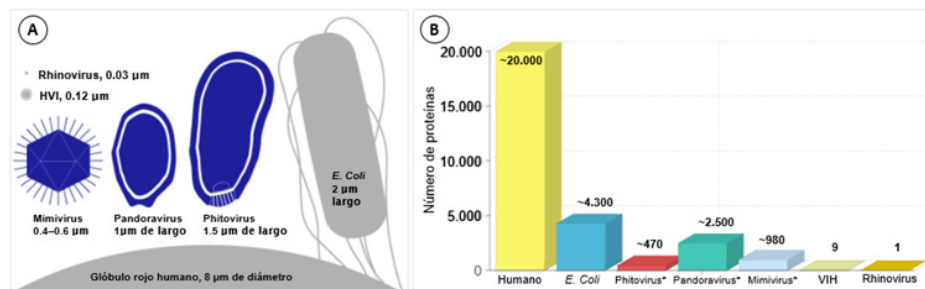 A
Rhinovirus, 0.03 µm
HVI, 0.12 µm
Mimivirus
0.4–0.6 µm
Pandoravirus
1µm de largo
Phitovirus
1.5 µm de largo
E. Coli
2 µm
largo
Glóbulo rojo humano, 8 µm de diámetro
B
Número de proteínas
20.000
15.000
10.000
5.000
0
~20.000
~4.300
~470
~2.500
~980
9
1
Humano
E. Coli
Phitovirus*
Pandoravirus*
Mimivirus*
VIH
Rhinovirus